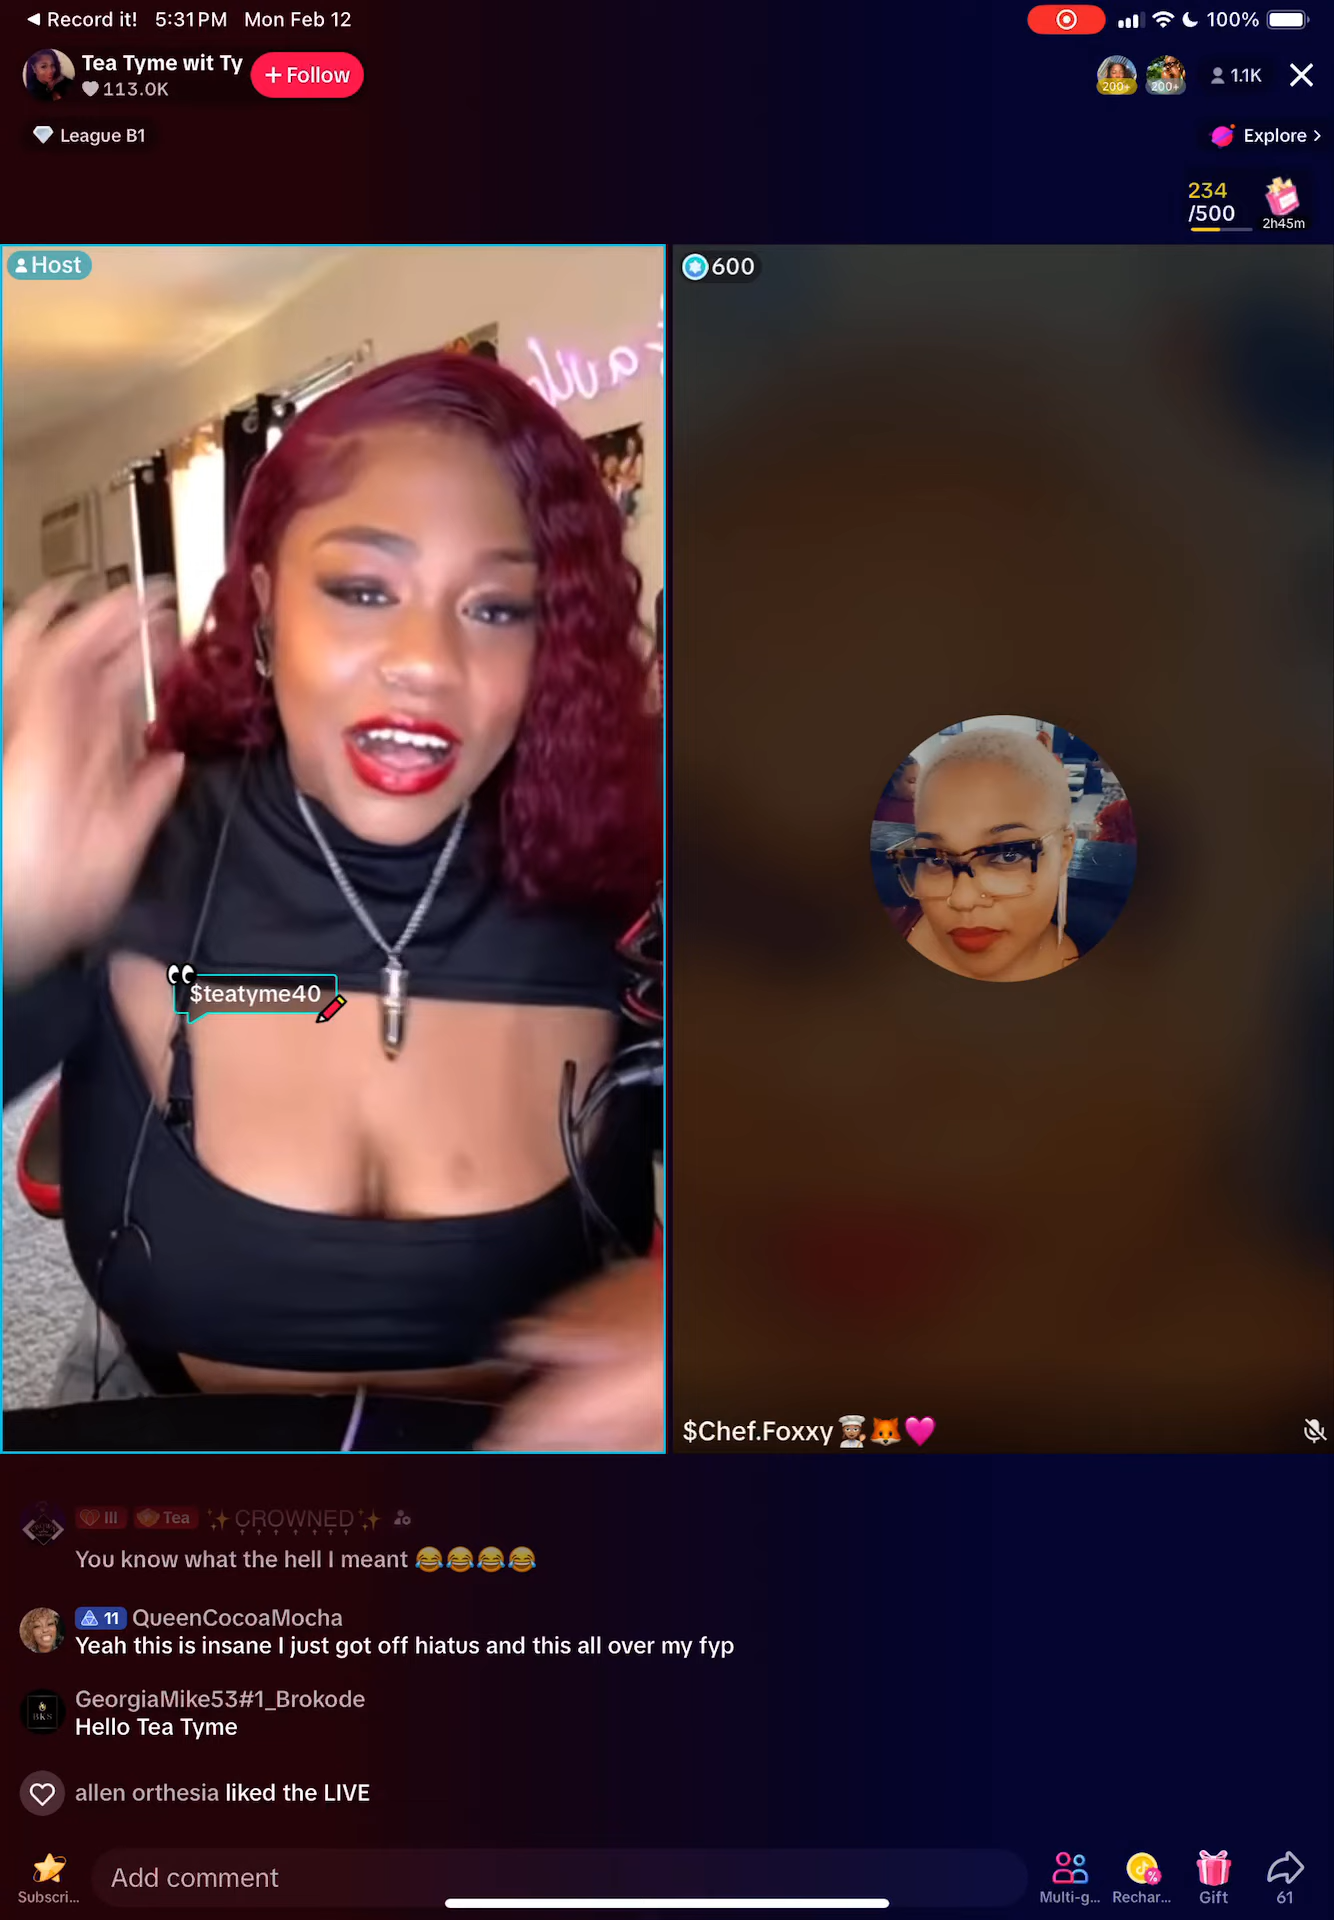 ◀ Record it! 5:31 PM Mon Feb 12 100%
Tea Tyme wit Ty + Follow 1.1K
113.0K 200+ 200+
League B1 Explore >
234
/500 2h45m
Host 600
$teatyme40
$Chef.Foxxy
III Tea CROWNED
You know what the hell I meant 😂😂😂😂
11 QueenCocoaMocha
Yeah this is insane I just got off hiatus and this all over my fyp
GeorgiaMike53#1_Brokode
BKS
Hello Tea Tyme
allen orthesia liked the LIVE
Add comment
Subscri... Multi-g... Rechar... Gift 61